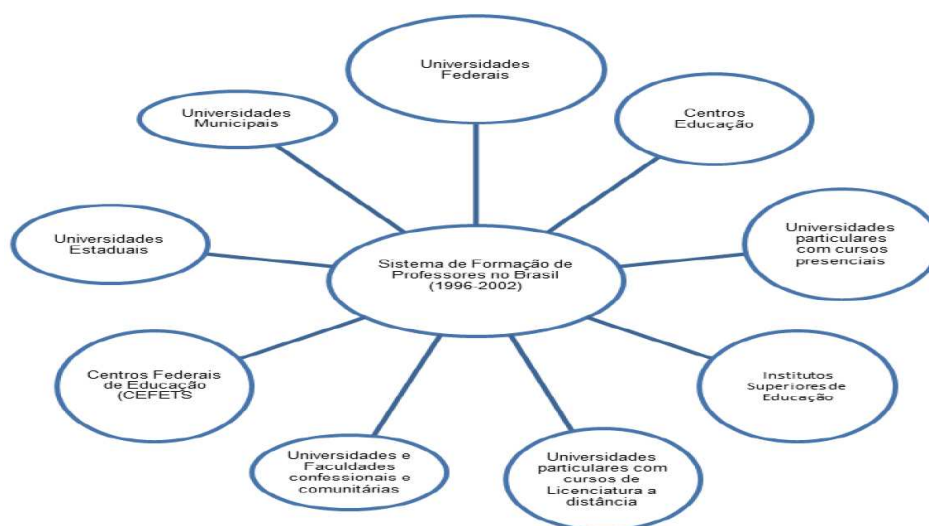 Universidades
Federais
Universidades
Municipais
Centros
Educação
Universidades
Estaduais
Sistema de Formação de
Professores no Brasil
(1996-2002)
Universidades
particulares
com cursos
presenciais
Centros Federais
de Educação
(CEFETS
Institutos
Superiores de
Educação
Universidades e
Faculdades
confessionais e
comunitárias
Universidades
particulares com
cursos de
Licenciatura a
distância